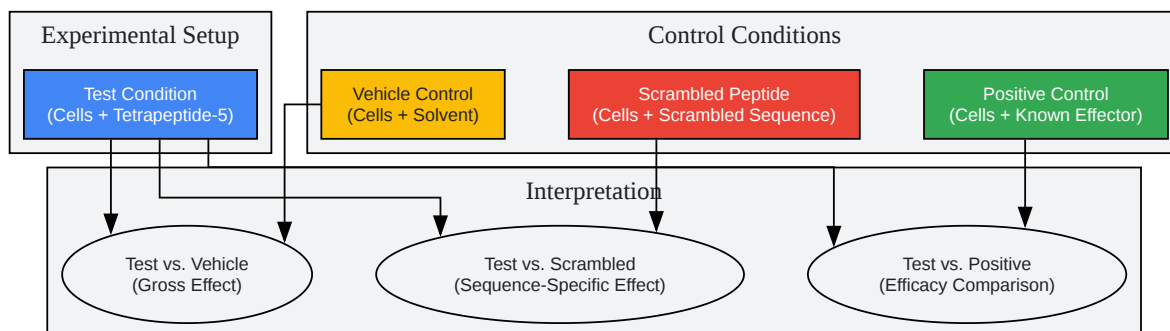 Experimental Setup
Control Conditions
Test Condition
(Cells + Tetrapeptide-5)
Vehicle Control
(Cells + Solvent)
Scrambled Peptide
(Cells + Scrambled Sequence)
Positive Control
(Cells + Known Effector)
Interpretation
Test vs. Vehicle
(Gross Effect)
Test vs. Scrambled
(Sequence-Specific Effect)
Test vs. Positive
(Efficacy Comparison)